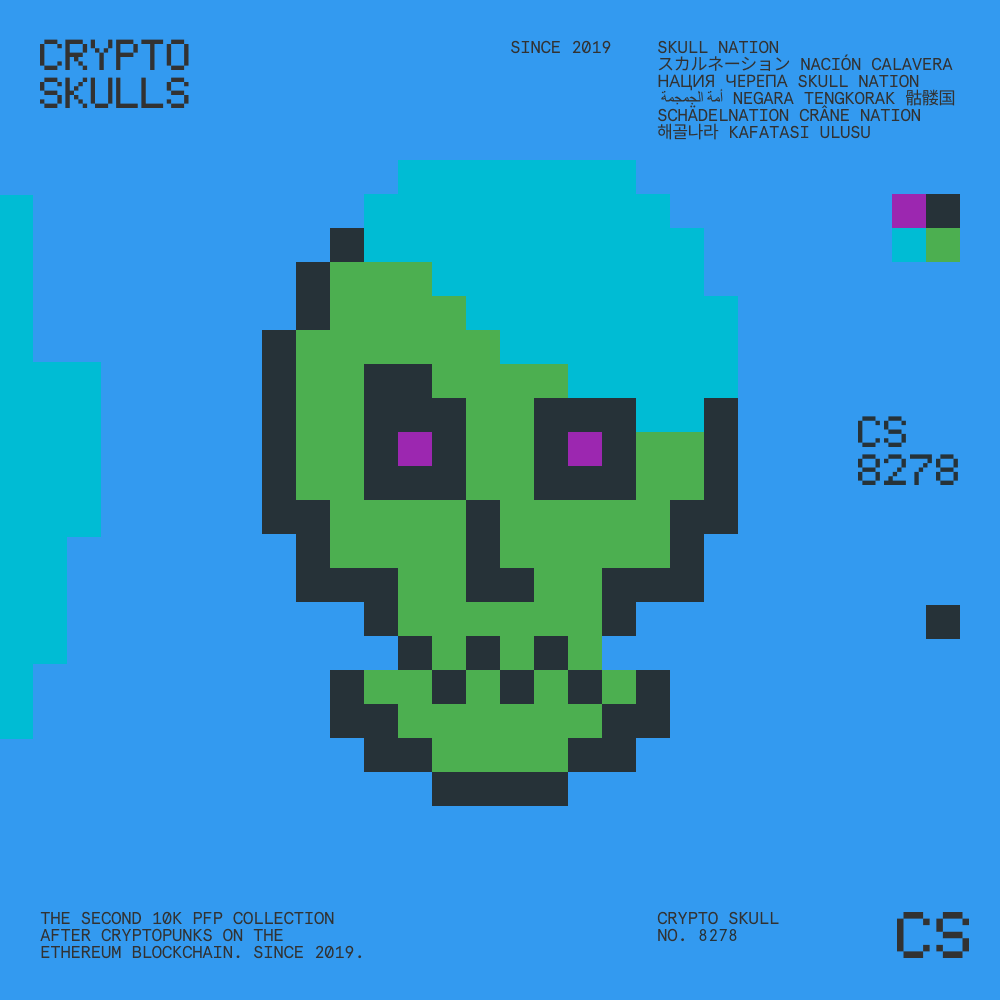 CRYPTO
SKULLS
SINCE 2019
SKULL NATION
スカルネーション NACIÓN CALAVERA
НАЦИЯ ЧЕРЕПА SKULL NATION
أمة الجمجمة NEGARA TENGKORAK 骷髅国
SCHÄDELNATION CRÂNE NATION
해골나라 KAFATASI ULUSU
CS
8278
THE SECOND 10K PFP COLLECTION
AFTER CRYPTOPUNKS ON THE
ETHEREUM BLOCKCHAIN. SINCE 2019.
CRYPTO SKULL
NO. 8278
CS